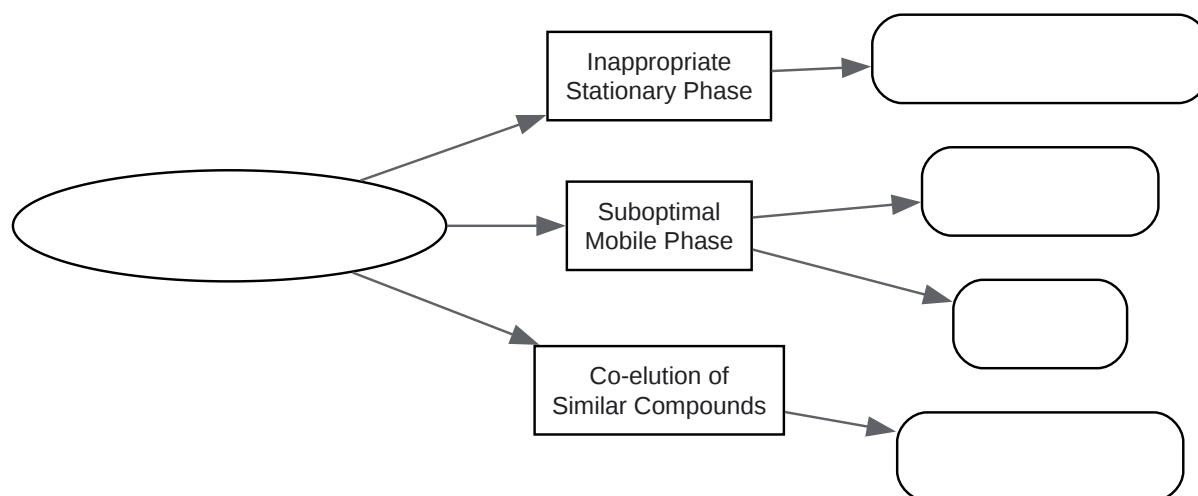 Inappropriate
Stationary Phase
Suboptimal
Mobile Phase
Co-elution of
Similar Compounds